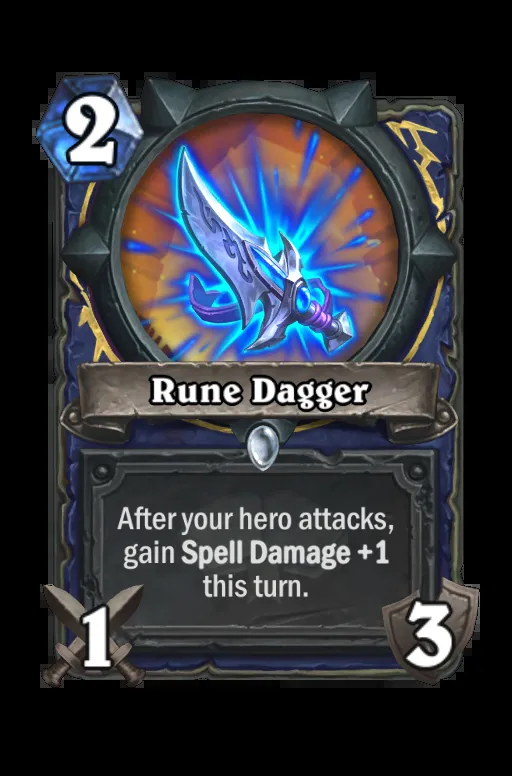 2
Rune Dagger
After your hero attacks,
gain Spell Damage +1
this turn.
1
3